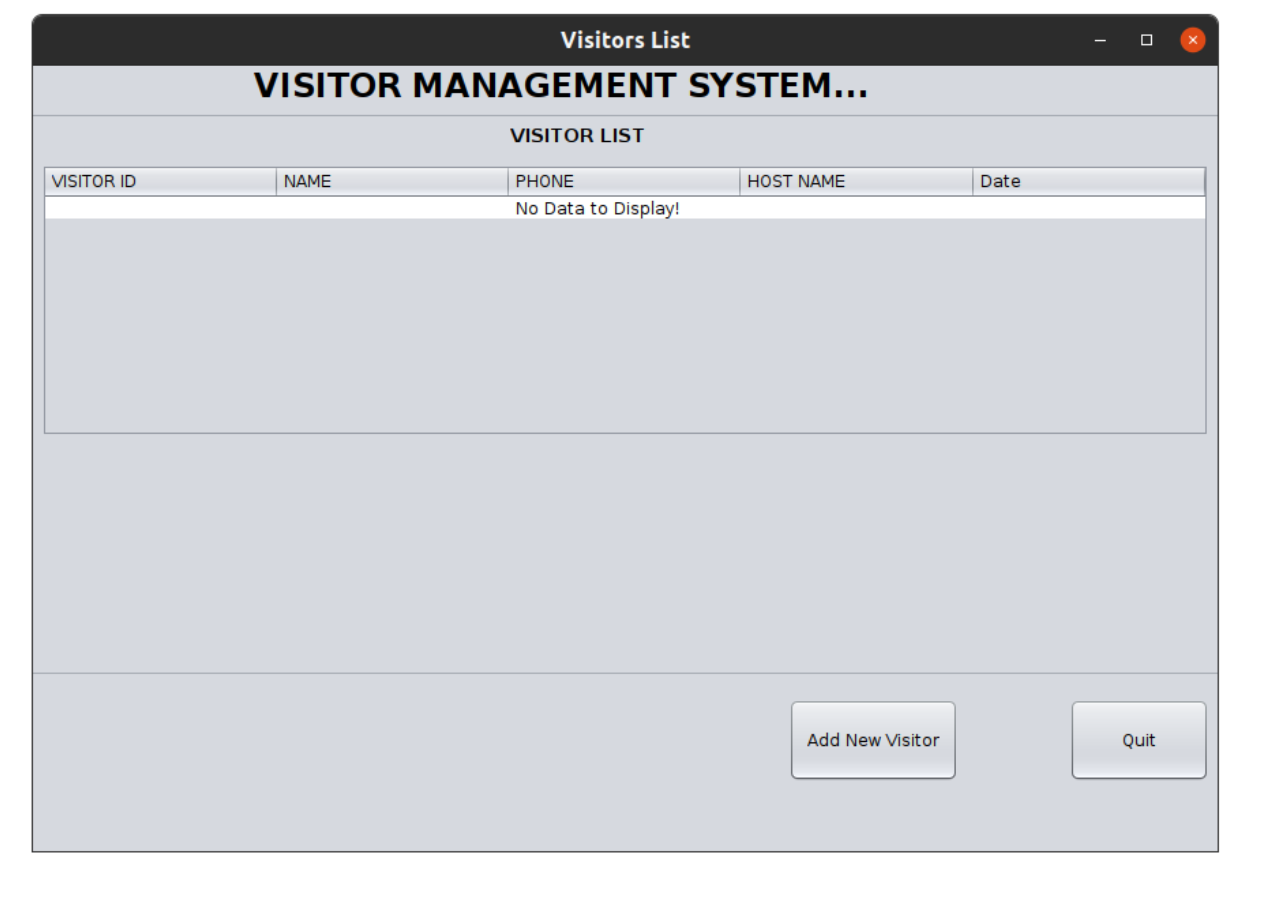 Visitors List
VISITOR MANAGEMENT SYSTEM...
VISITOR LIST
VISITOR ID NAME PHONE HOST NAME Date
No Data to Display!
Add New Visitor Quit